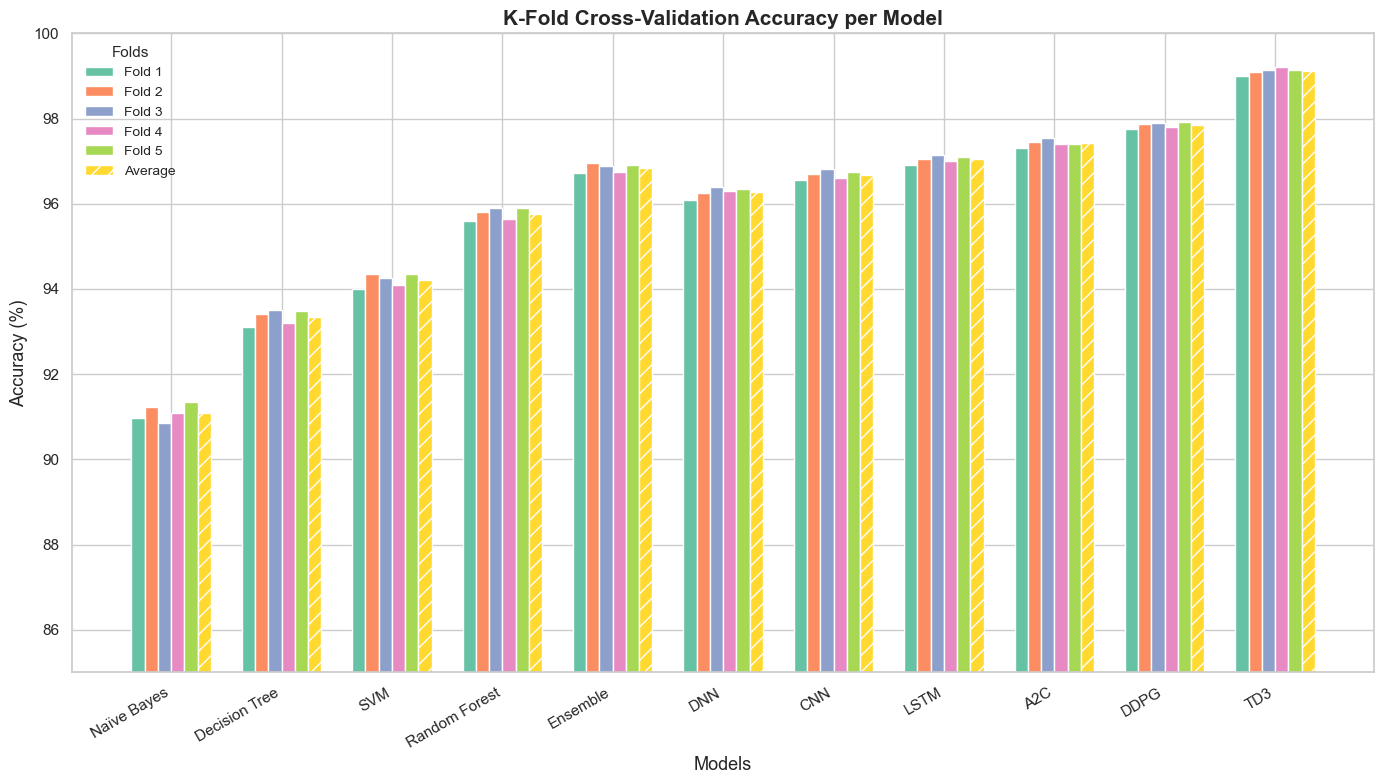 K-Fold Cross-Validation Accuracy per Model
100
98
96
94
92
90
88
86
Accuracy (%)
Folds
Fold 1
Fold 2
Fold 3
Fold 4
Fold 5
Average
Naïve Bayes
Decision Tree
SVM
Random Forest
Ensemble
DNN
CNN
LSTM
A2C
DDPG
TD3
Models